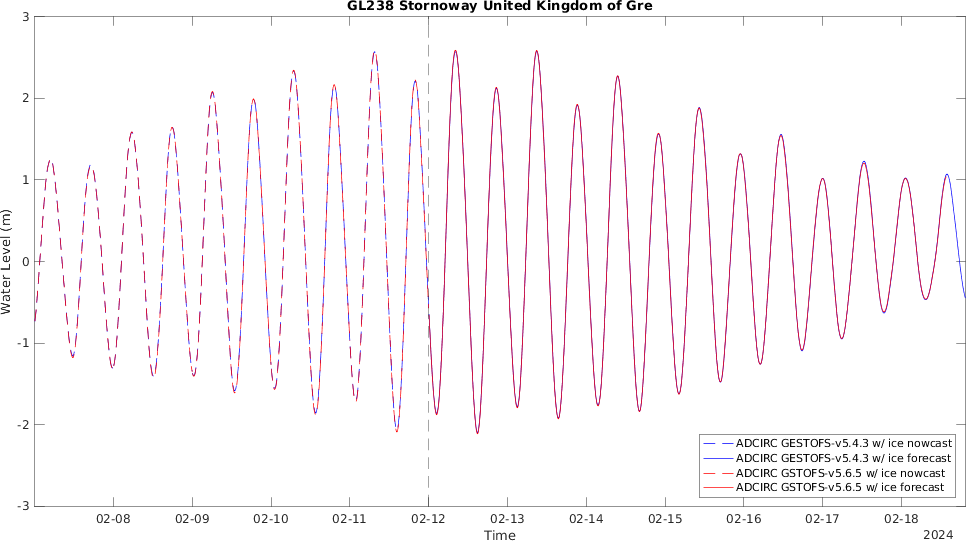 GL238 Stornoway United Kingdom of Gre
3
2
1
0
-1
-2
-3
Water Level (m)
ADCIRC GESTOFS-v5.4.3 w/ ice nowcast
ADCIRC GESTOFS-v5.4.3 w/ ice forecast
ADCIRC GSTOFS-v5.6.5 w/ ice nowcast
ADCIRC GSTOFS-v5.6.5 w/ ice forecast
02-08 02-09 02-10 02-11 02-12 02-13 02-14 02-15 02-16 02-17 02-18
Time
2024